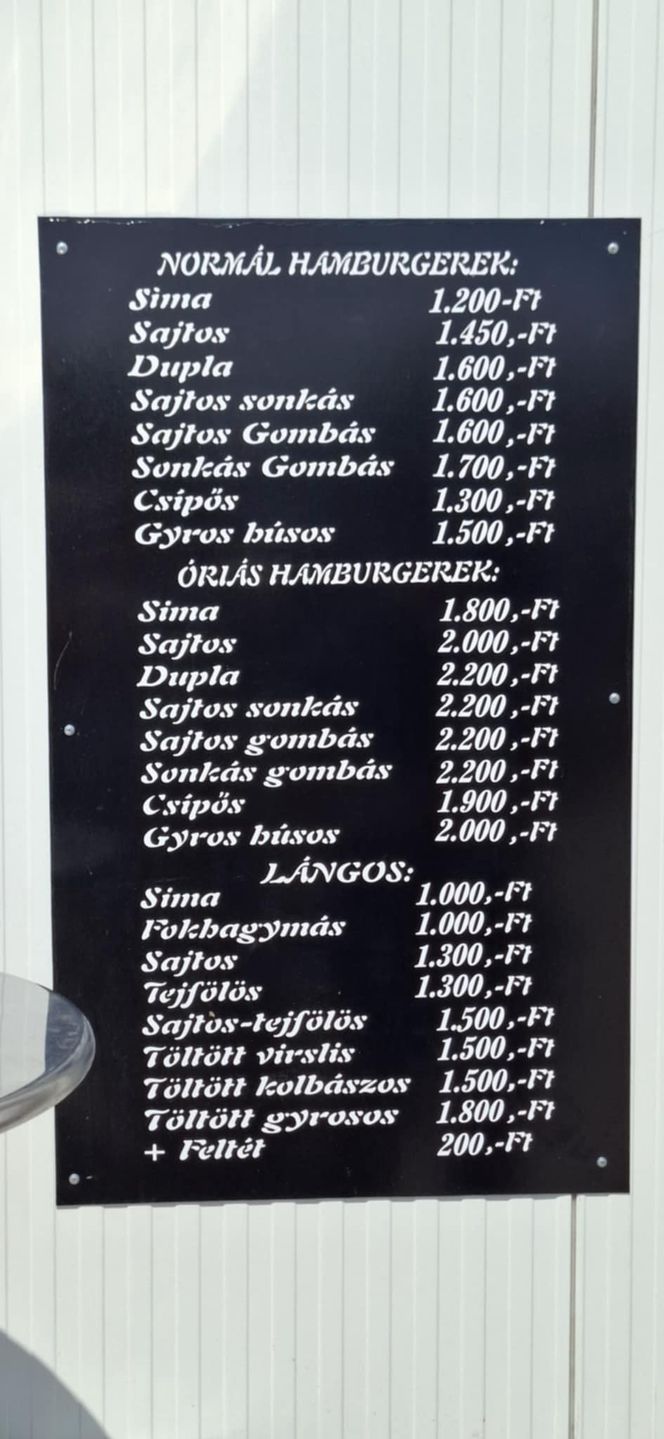 NORMÁL HAMBURGEREK:
Sima 1.200-Ft
Sajtos 1.450,-Ft
Dupla 1.600,-Ft
Sajtos sonkás 1.600,-Ft
Sajtos Gombás 1.600,-Ft
Sonkás Gombás 1.700,-Ft
Csípős 1.300,-Ft
Gyros húsos 1.500,-Ft
ÓRIÁS HAMBURGEREK:
Sima 1.800,-Ft
Sajtos 2.000,-Ft
Dupla 2.200,-Ft
Sajtos sonkás 2.200,-Ft
Sajtos gombás 2.200,-Ft
Sonkás gombás 2.200,-Ft
Csípős 1.900,-Ft
Gyros húsos 2.000,-Ft
LÁNGOS:
Sima 1.000,-Ft
Fokhagymás 1.000,-Ft
Sajtos 1.300,-Ft
Tejfölös 1.300,-Ft
Sajtos-tejfölös 1.500,-Ft
Töltött virslis 1.500,-Ft
Töltött kolbászos 1.500,-Ft
Töltött gyrosos 1.800,-Ft
+ Feltét 200,-Ft